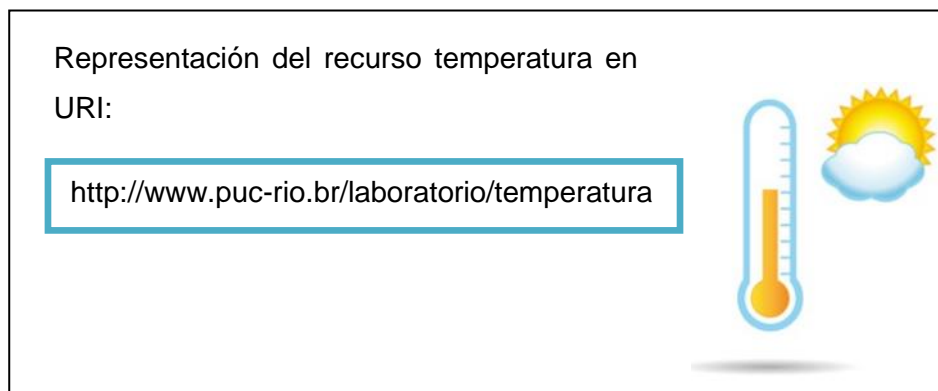 Representación del recurso temperatura en
URI:
http://www.puc-rio.br/laboratorio/temperatura